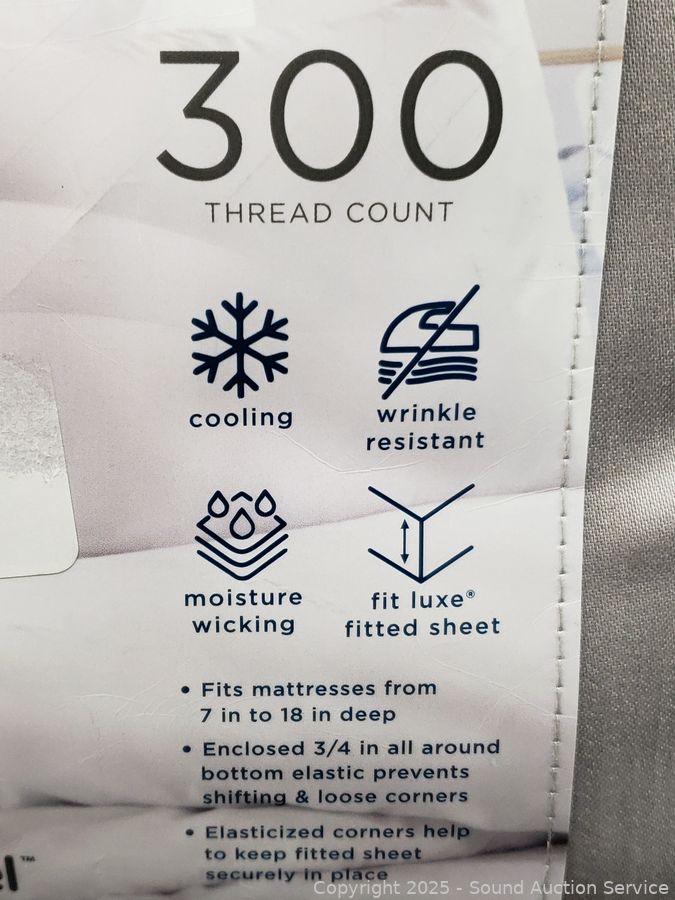 300
THREAD COUNT
cooling
wrinkle
resistant
moisture
wicking
fit luxe®
fitted sheet
• Fits mattresses from
7 in to 18 in deep
• Enclosed 3/4 in all around
bottom elastic prevents
shifting & loose corners
• Elasticized corners help
to keep fitted sheet
securely in place
Copyright 2025 - Sound Auction Service